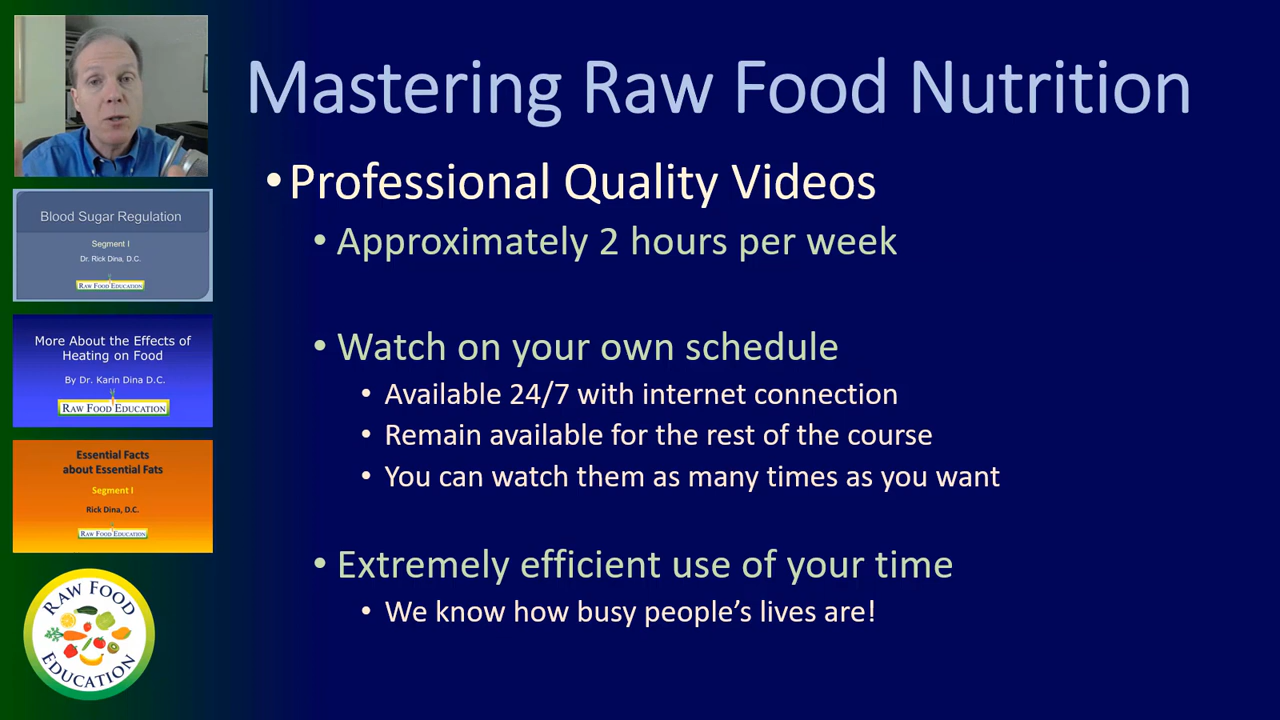 Mastering Raw Food Nutrition
•Professional Quality Videos
• Approximately 2 hours per week
• Watch on your own schedule
• Available 24/7 with internet connection
• Remain available for the rest of the course
• You can watch them as many times as you want
• Extremely efficient use of your time
• We know how busy people’s lives are!
Blood Sugar Regulation
Segment I
Dr. Rick Dina, D.C.
RAW FOOD EDUCATION
More About the Effects of
Heating on Food
By Dr. Karin Dina D.C.
RAW FOOD EDUCATION
Essential Facts
about Essential Fats
Segment I
Rick Dina, D.C.
RAW FOOD EDUCATION
RAW FOOD
EDUCATION